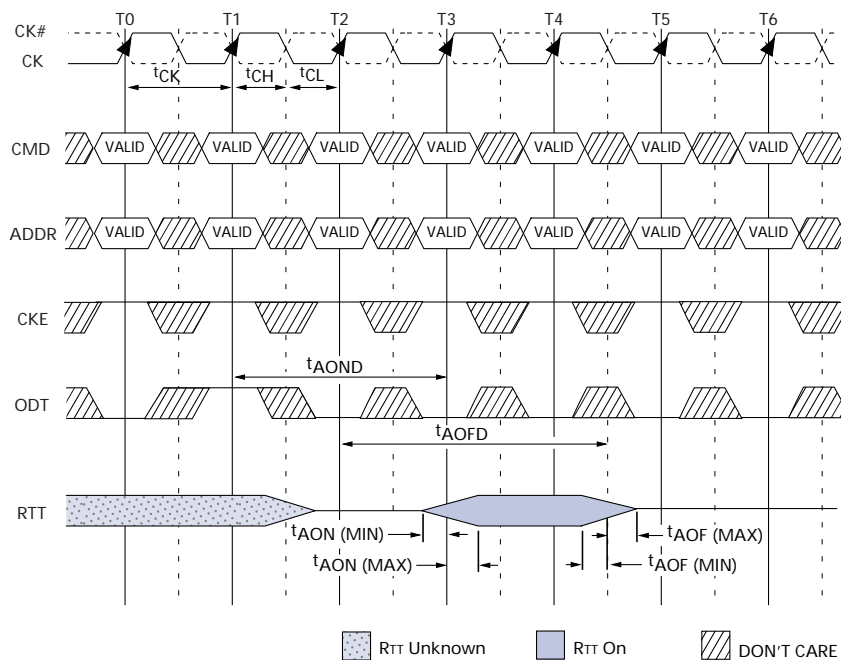 T0 T1 T2 T3 T4 T5 T6
CK#
CK
tCK tCH tCL
CMD VALID VALID VALID VALID VALID VALID VALID
ADDR VALID VALID VALID VALID VALID VALID VALID
CKE
tAOND
ODT
tAOFD
RTT
tAON (MIN) tAOF (MAX)
tAON (MAX) tAOF (MIN)
RTT Unknown RTT On DON'T CARE